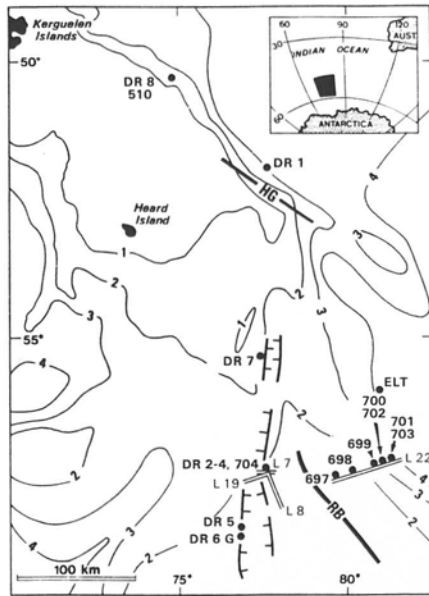 Kerguelen
Islands
50°
DR 8
510
60
90
120
AUST
30
INDIAN OCEAN
60
ANTARCTICA
DR 1
4
HG
Heard
Island
1
2
3
3
2
3
4
1
55°
DR 7
ELT
700
702
701
703
699
698
697
L 22
2
2
DR 2-4, 704
L 7
L 19
L 8
RB
DR 5
DR 6 G
4
3
2
4
3
2
100 km
75°
80°